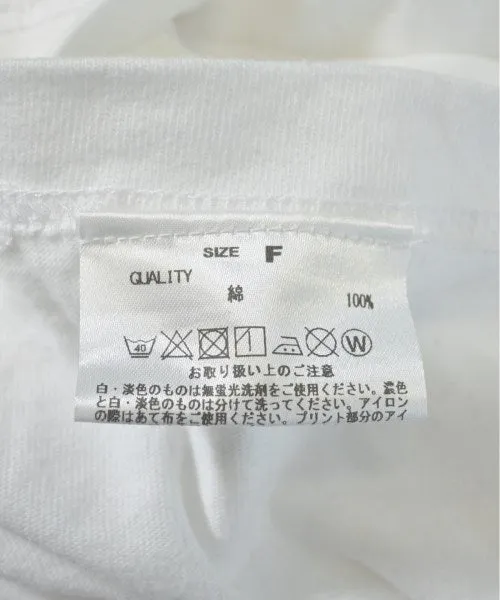 SIZE F
QUALITY
綿 100%
40 W
お取り扱い上のご注意
白・淡色のものは無蛍光洗剤をご使用ください。濃色
と白・淡色のものは分けて洗ってください。アイロン
の際はあて布をご使用ください。プリント部分のアイ